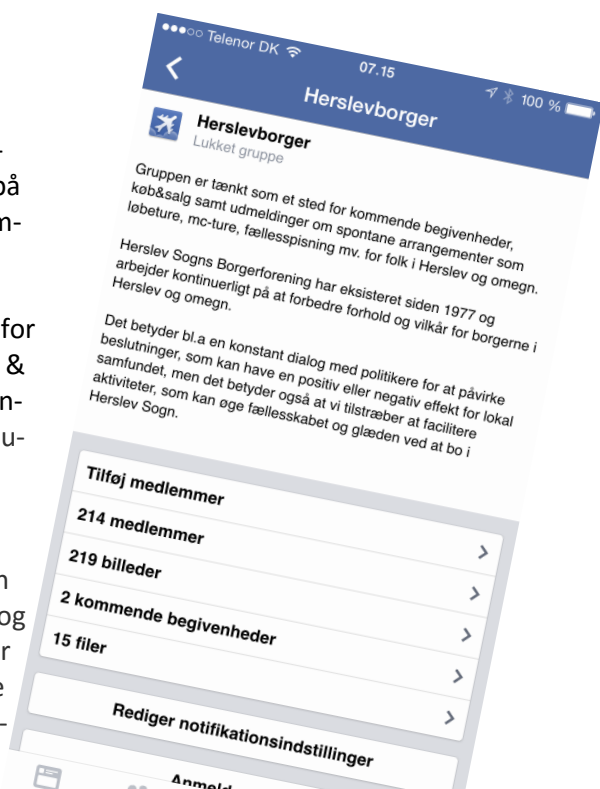 på
m-
for
&
n-
u-
og
r
e
-
Telenor DK 07.15 100 %
Herslevborger
Herslevborger
Lukket gruppe
Gruppen er tænkt som et sted for kommende begivenheder,
køb&salg samt udmeldinger om spontane arrangementer som
løbeture, mc-ture, fællesspisning mv. for folk i Herslev og omegn.
Herslev Sogns Borgerforening har eksisteret siden 1977 og
arbejder kontinuerligt på at forbedre forhold og vilkår for borgerne i
Herslev og omegn.
Det betyder bl.a en konstant dialog med politikere for at påvirke
beslutninger, som kan have en positiv eller negativ effekt for lokal
samfundet, men det betyder også at vi tilstræber at facilitere
aktiviteter, som kan øge fællesskabet og glæden ved at bo i
Herslev Sogn.
Tilføj medlemmer
214 medlemmer
219 billeder
2 kommende begivenheder
15 filer
Rediger notifikationsindstillinger